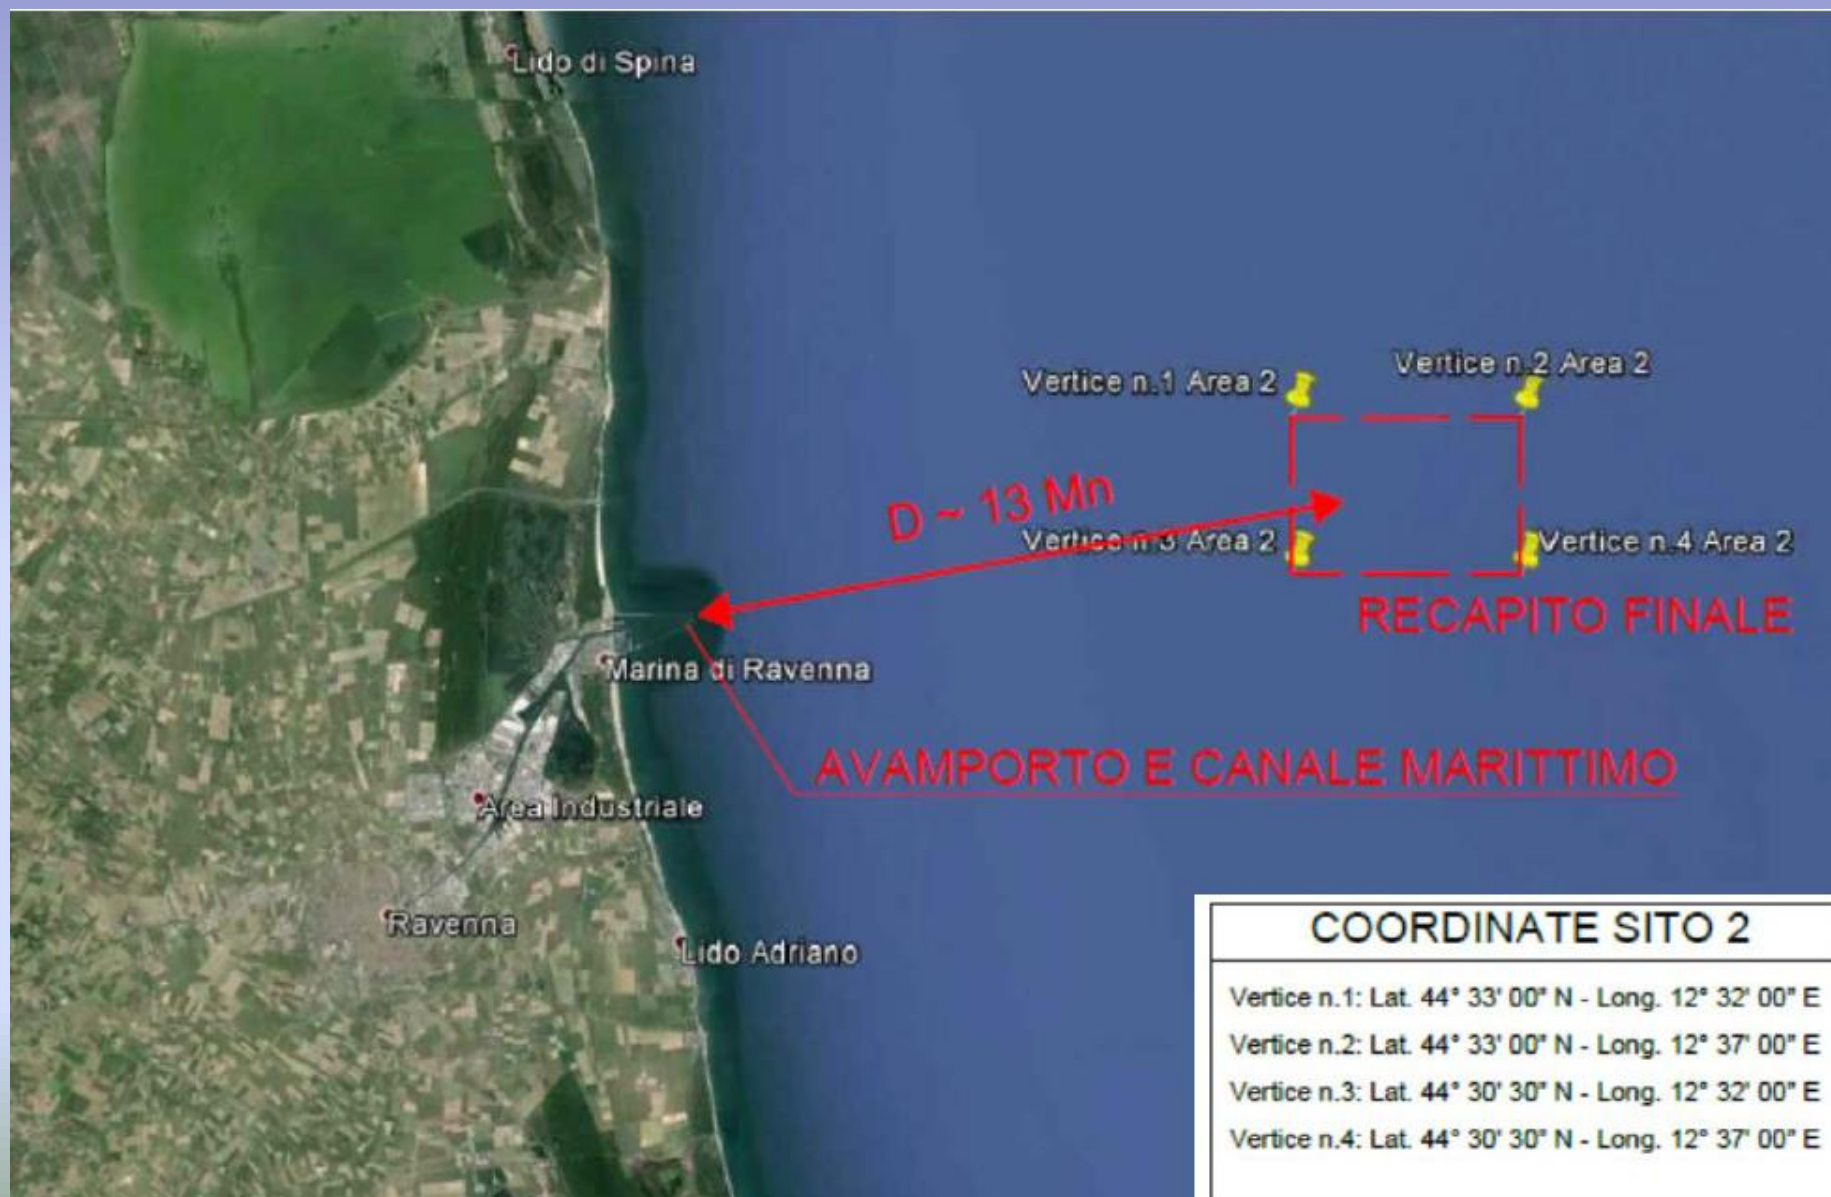 Lido di Spina
Vertice n.1 Area 2
Vertice n.2 Area 2
D ~ 13 Mn
Vertice n.3 Area 2
Vertice n.4 Area 2
RECAPITO FINALE
Marina di Ravenna
AVAMPORTO E CANALE MARITTIMO
Area Industriale
Ravenna
Lido Adriano
COORDINATE SITO 2
Vertice n.1: Lat. 44° 33' 00" N - Long. 12° 32' 00" E
Vertice n.2: Lat. 44° 33' 00" N - Long. 12° 37' 00" E
Vertice n.3: Lat. 44° 30' 30" N - Long. 12° 32' 00" E
Vertice n.4: Lat. 44° 30' 30" N - Long. 12° 37' 00" E